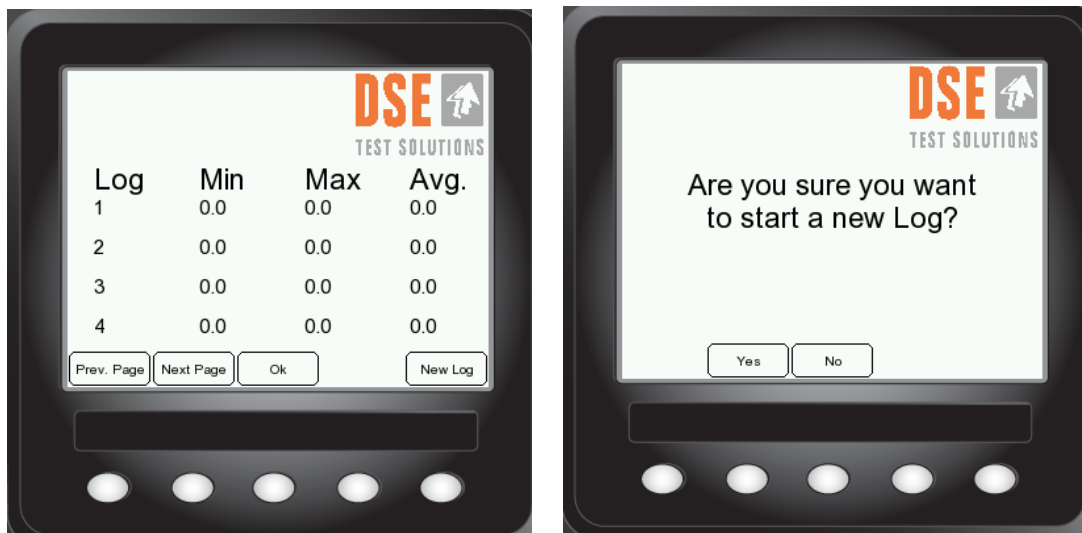 DSE
TEST SOLUTIONS
Log Min Max Avg.
1 0.0 0.0 0.0
2 0.0 0.0 0.0
3 0.0 0.0 0.0
4 0.0 0.0 0.0
Prev. Page Next Page Ok New Log
DSE
TEST SOLUTIONS
Are you sure you want
to start a new Log?
Yes No